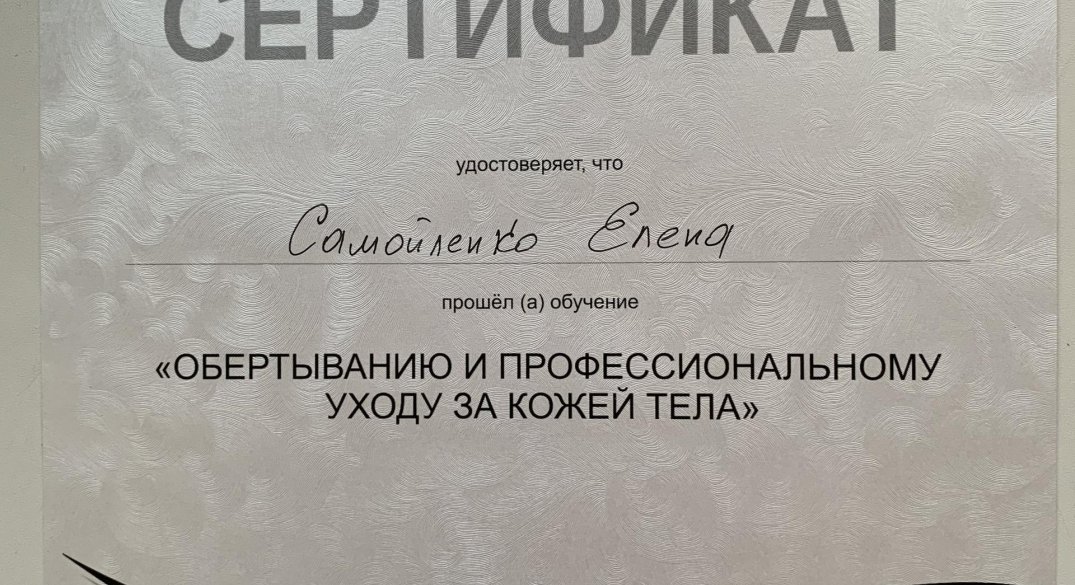 СЕРТИФИКАТ
удостоверяет, что
Самойленко Елена
прошёл (а) обучение
«ОБЕРТЫВАНИЮ И ПРОФЕССИОНАЛЬНОМУ
УХОДУ ЗА КОЖЕЙ ТЕЛА»